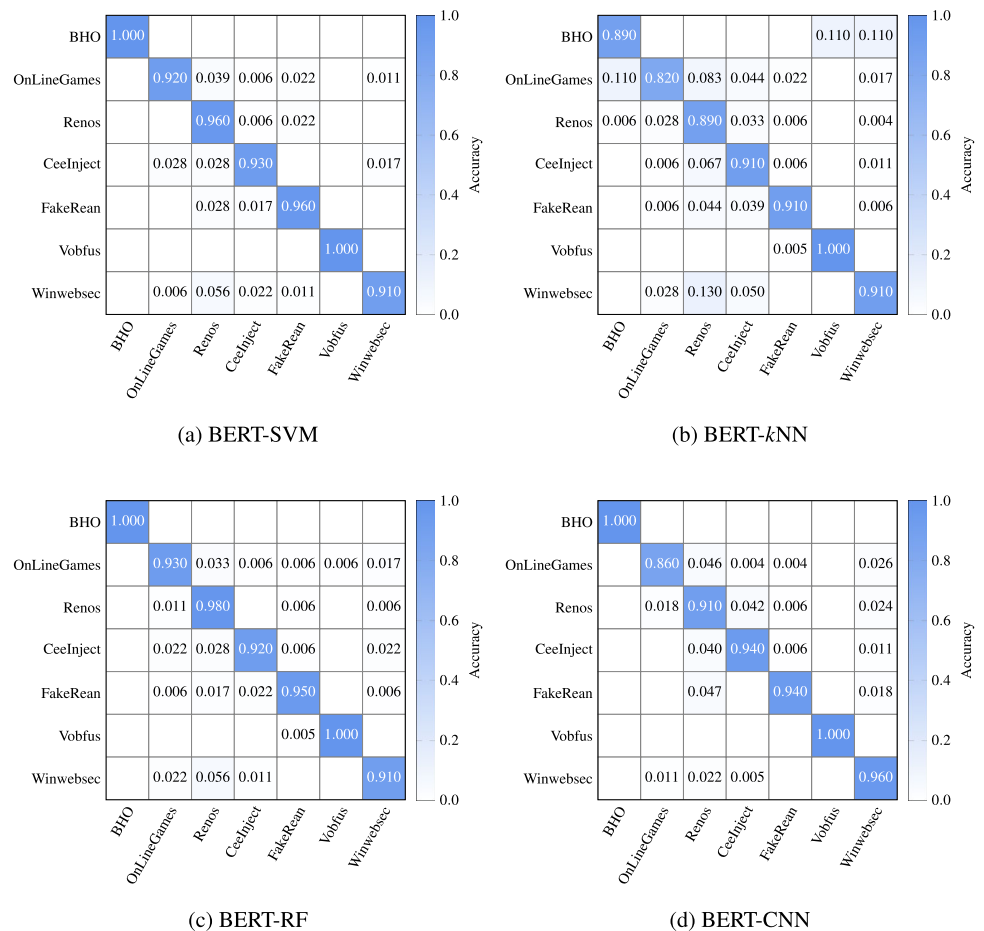 BHO 1.000 1.0
OnLineGames 0.920 0.039 0.006 0.022 0.011 0.8
Renos 0.960 0.006 0.022 0.6
CeeInject 0.028 0.028 0.930 0.017 0.4
FakeRean 0.028 0.017 0.960
Vobfus 1.000 0.2
Winwebsec 0.006 0.056 0.022 0.011 0.910 0.0
Accuracy
BHO OnLineGames Renos CeeInject FakeRean Vobfus Winwebsec
(a) BERT-SVM
BHO 0.890 0.110 0.110 1.0
OnLineGames 0.110 0.820 0.083 0.044 0.022 0.017 0.8
Renos 0.006 0.028 0.890 0.033 0.006 0.004 0.6
CeeInject 0.006 0.067 0.910 0.006 0.011 0.4
FakeRean 0.006 0.044 0.039 0.910 0.006
Vobfus 0.005 1.000 0.2
Winwebsec 0.028 0.130 0.050 0.910 0.0
Accuracy
BHO OnLineGames Renos CeeInject FakeRean Vobfus Winwebsec
(b) BERT-kNN
BHO 1.000 1.0
OnLineGames 0.930 0.033 0.006 0.006 0.006 0.017 0.8
Renos 0.011 0.980 0.006 0.006 0.6
CeeInject 0.022 0.028 0.920 0.006 0.022 0.4
FakeRean 0.006 0.017 0.022 0.950 0.006
Vobfus 0.005 1.000 0.2
Winwebsec 0.022 0.056 0.011 0.910 0.0
Accuracy
BHO OnLineGames Renos CeeInject FakeRean Vobfus Winwebsec
(c) BERT-RF
BHO 1.000 1.0
OnLineGames 0.860 0.046 0.004 0.004 0.026 0.8
Renos 0.018 0.910 0.042 0.006 0.024 0.6
CeeInject 0.040 0.940 0.006 0.011 0.4
FakeRean 0.047 0.940 0.018
Vobfus 1.000 0.2
Winwebsec 0.011 0.022 0.005 0.960 0.0
Accuracy
BHO OnLineGames Renos CeeInject FakeRean Vobfus Winwebsec
(d) BERT-CNN